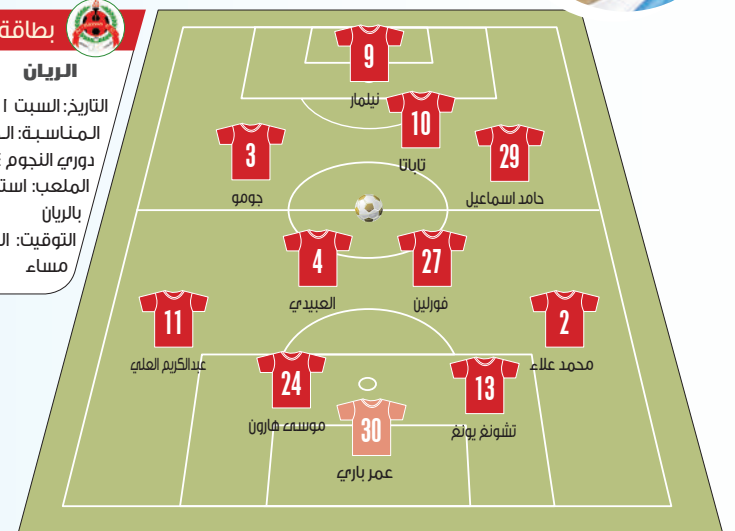 بطاقة
الريان
التاريخ: السبت ١
المناسبة:
دوري النجوم
الملعب:
بالريان
التوقيت:
مساء
9
نيلمار
10
تاباتا
3
جومو
29
حامد اسماعيل
4
العبيدي
27
فورلين
11
عبدالكريم العلي
2
محمد علاء
24
موسى هارون
13
تشونغ يونغ
30
عمر باري